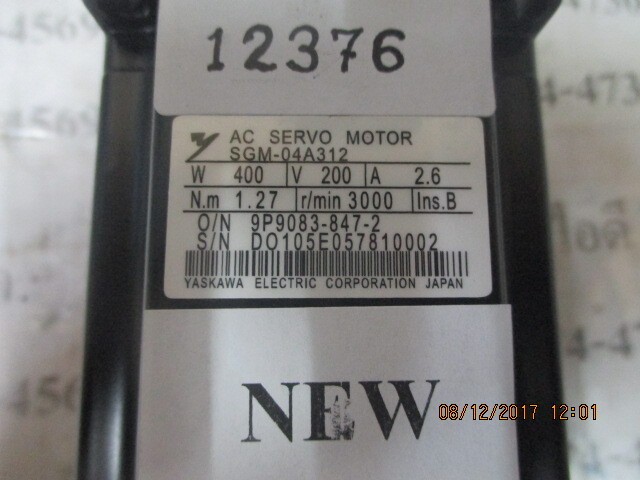 12376
AC SERVO MOTOR
SGM-04A312
W 400 V 200 A 2.6
N.m 1.27 r/min 3000 Ins.B
O/N 9P9083-847-2
S/N DO105E057810002
YASKAWA ELECTRIC CORPORATION JAPAN
NEW
08/12/2017 12:01